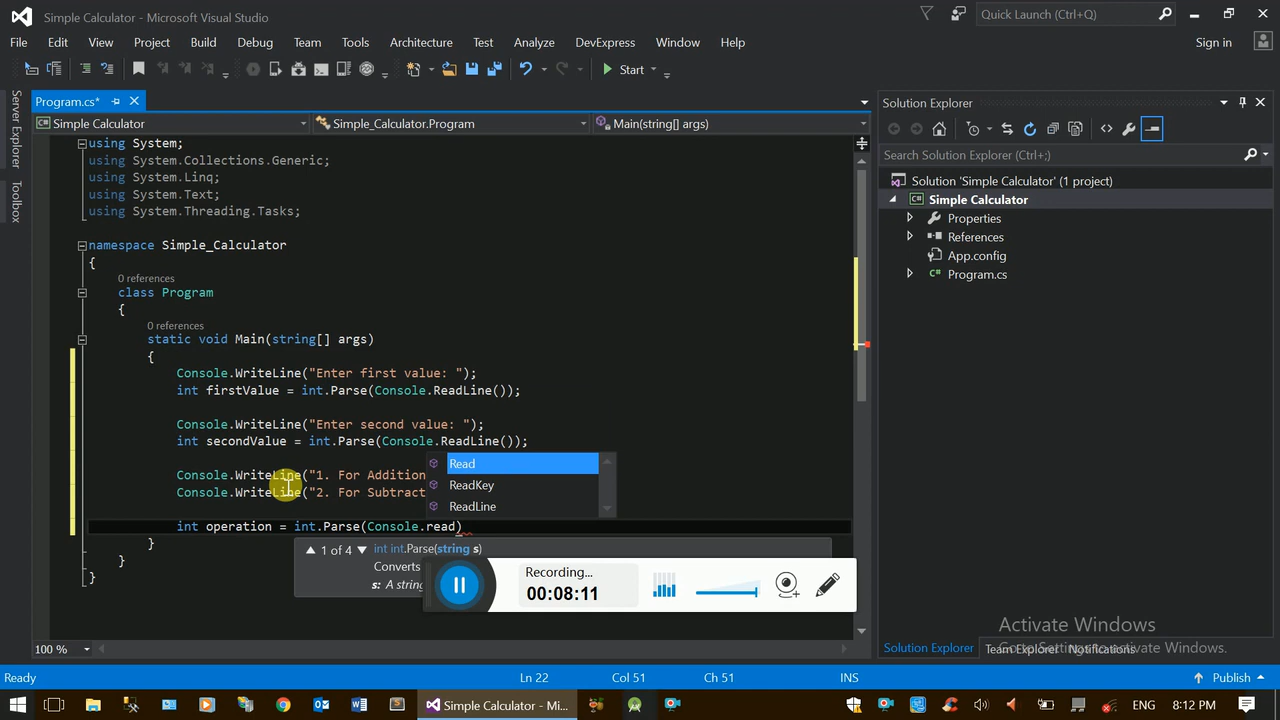 Simple Calculator - Microsoft Visual Studio
Quick Launch (Ctrl+Q)
File Edit View Project Build Debug Team Tools Architecture Test Analyze DevExpress Window Help
Sign in
Start
Server Explorer
Toolbox
Program.cs*
Simple Calculator
Simple_Calculator.Program
Main(string[] args)
using System;
using System.Collections.Generic;
using System.Linq;
using System.Text;
using System.Threading.Tasks;
namespace Simple_Calculator
{
0 references
class Program
{
0 references
static void Main(string[] args)
{
Console.WriteLine("Enter first value: ");
int firstValue = int.Parse(Console.ReadLine());
Console.WriteLine("Enter second value: ");
int secondValue = int.Parse(Console.ReadLine());
Console.WriteLine("1. For Addition
Console.WriteLine("2. For Subtract
int operation = int.Parse(Console.read)
}
}
}
Read
ReadKey
ReadLine
1 of 4 int int.Parse(string s)
Converts
s: A string
Recording...
00:08:11
100 %
Solution Explorer
Search Solution Explorer (Ctrl+;)
Solution 'Simple Calculator' (1 project)
Simple Calculator
Properties
References
App.config
Program.cs
Activate Windows
Activate Windows.
Solution Explorer
Team Explorer
Notifications
Ready
Ln 22
Col 51
Ch 51
INS
Publish
Simple Calculator - Mi...
ENG
8:12 PM